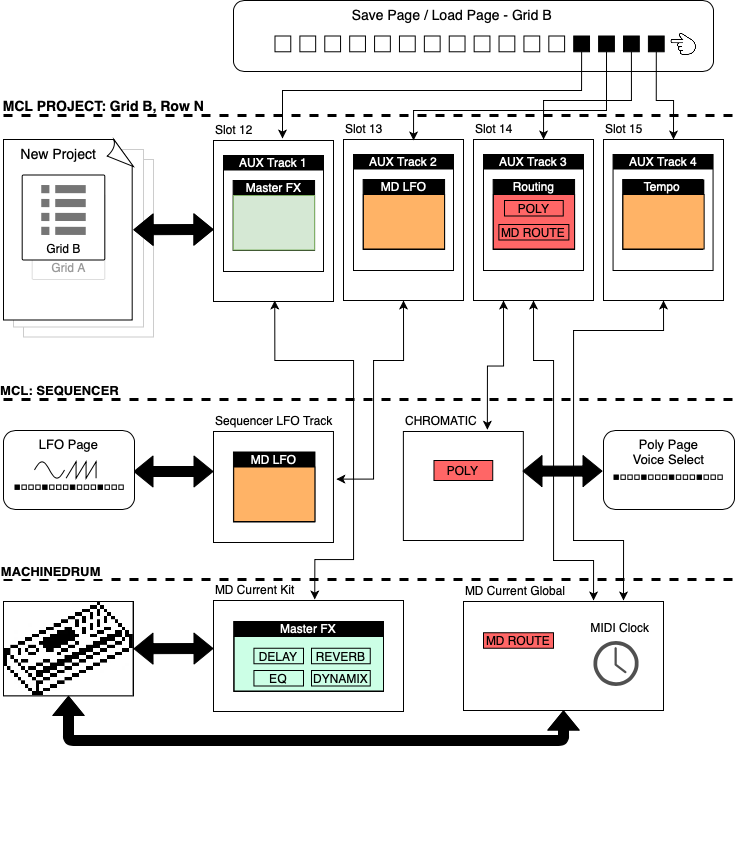 Save Page / Load Page - Grid B
MCL PROJECT: Grid B, Row N
Slot 12
Slot 13
Slot 14
Slot 15
New Project
Grid B
Grid A
AUX Track 1
Master FX
AUX Track 2
MD LFO
AUX Track 3
Routing
POLY
MD ROUTE
AUX Track 4
Tempo
MCL: SEQUENCER
LFO Page
Sequencer LFO Track
MD LFO
CHROMATIC
POLY
Poly Page
Voice Select
MACHINEDRUM
MD Current Kit
Master FX
DELAY
REVERB
EQ
DYNAMIX
MD Current Global
MD ROUTE
MIDI Clock